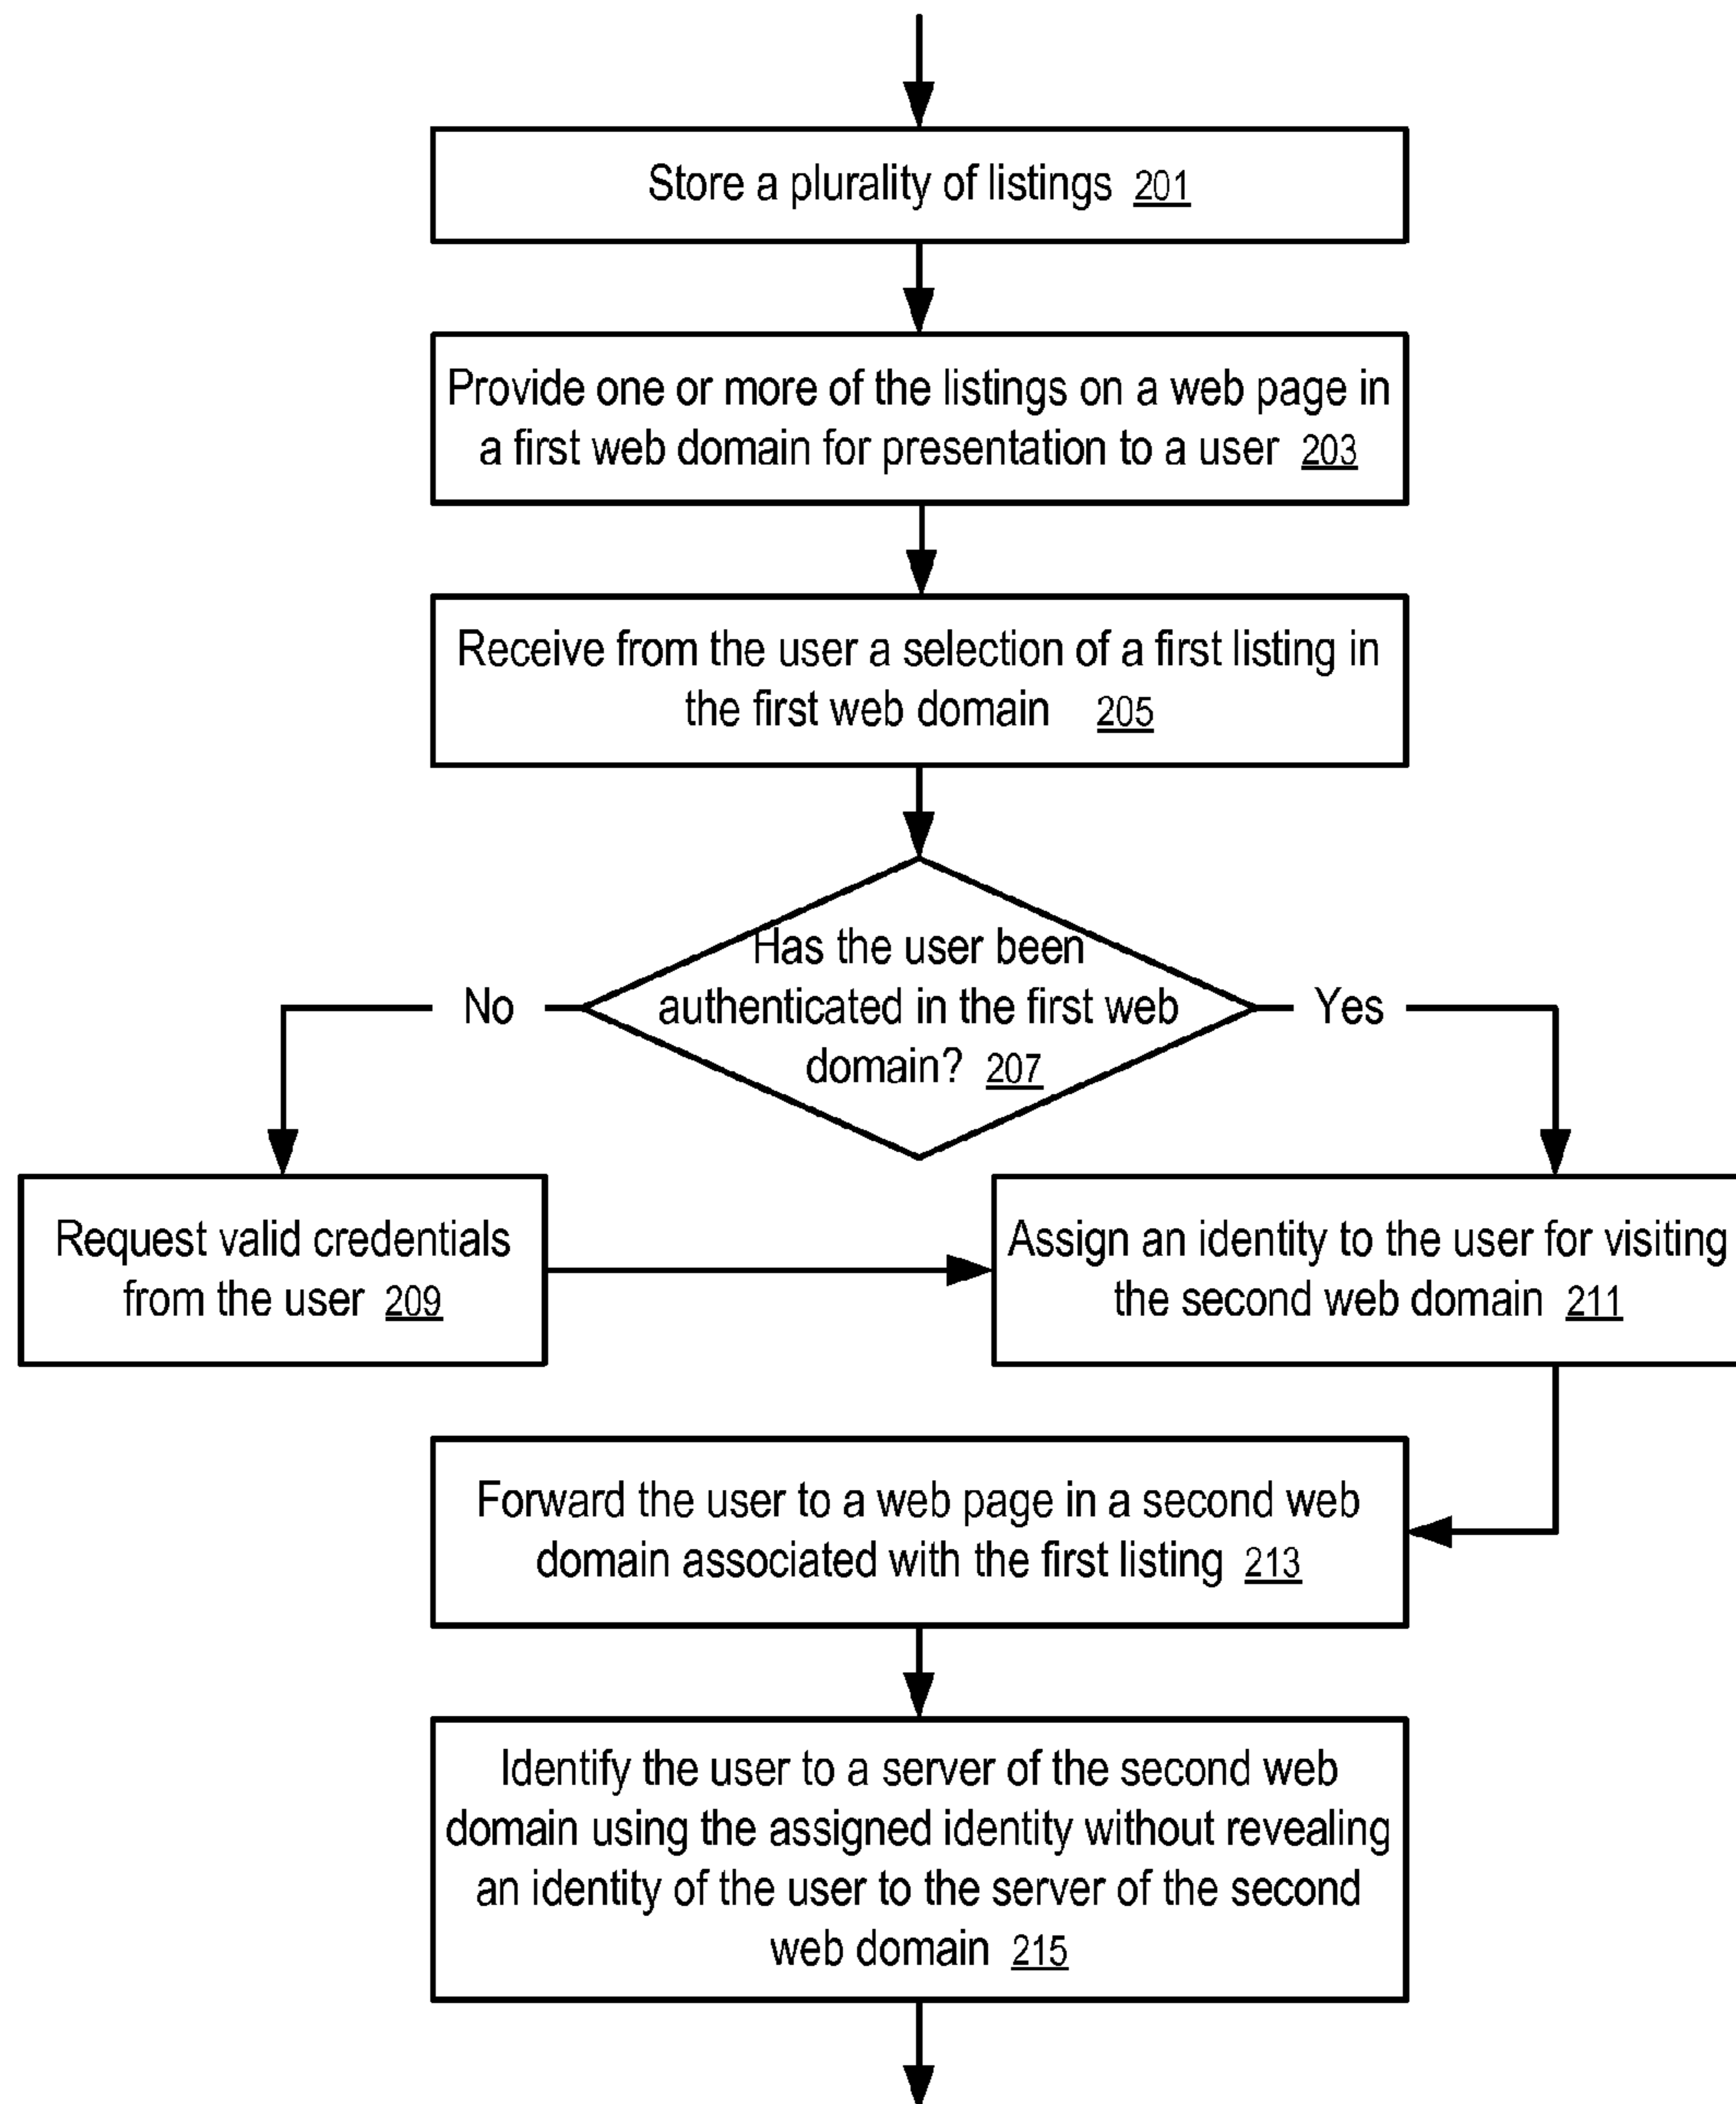 Store a plurality of listings 201
Provide one or more of the listings on a web page in
a first web domain for presentation to a user 203
Receive from the user a selection of a first listing in
the first web domain 205
Has the user been
authenticated in the first web
domain? 207
No
Yes
Request valid credentials
from the user 209
Assign an identity to the user for visiting
the second web domain 211
Forward the user to a web page in a second web
domain associated with the first listing 213
Identify the user to a server of the second web
domain using the assigned identity without revealing
an identity of the user to the server of the second
web domain 215